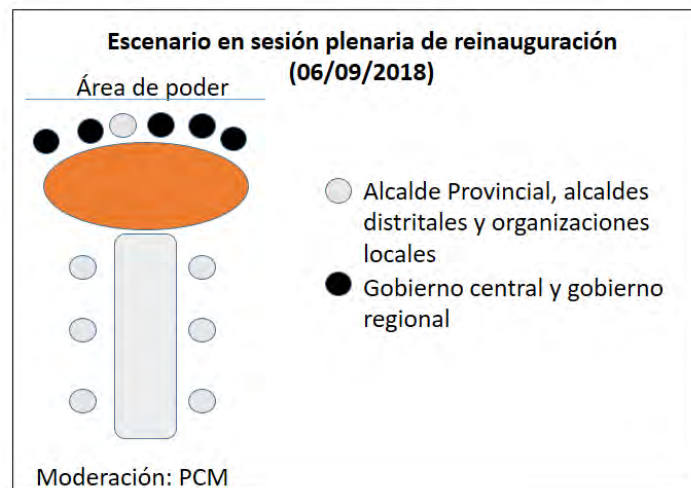 Escenario en sesión plenaria de reinauguración
(06/09/2018)
Área de poder
Alcalde Provincial, alcaldes
distritales y organizaciones
locales
Gobierno central y gobierno
regional
Moderación: PCM